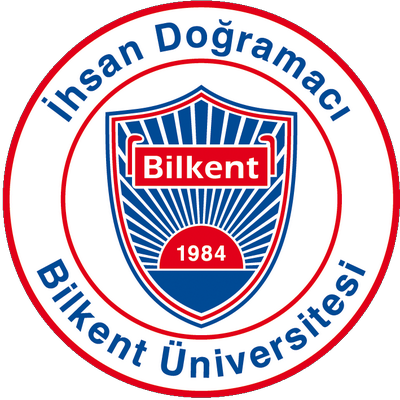 İhsan Doğramacı
Bilkent
1984
Bilkent Üniversitesi